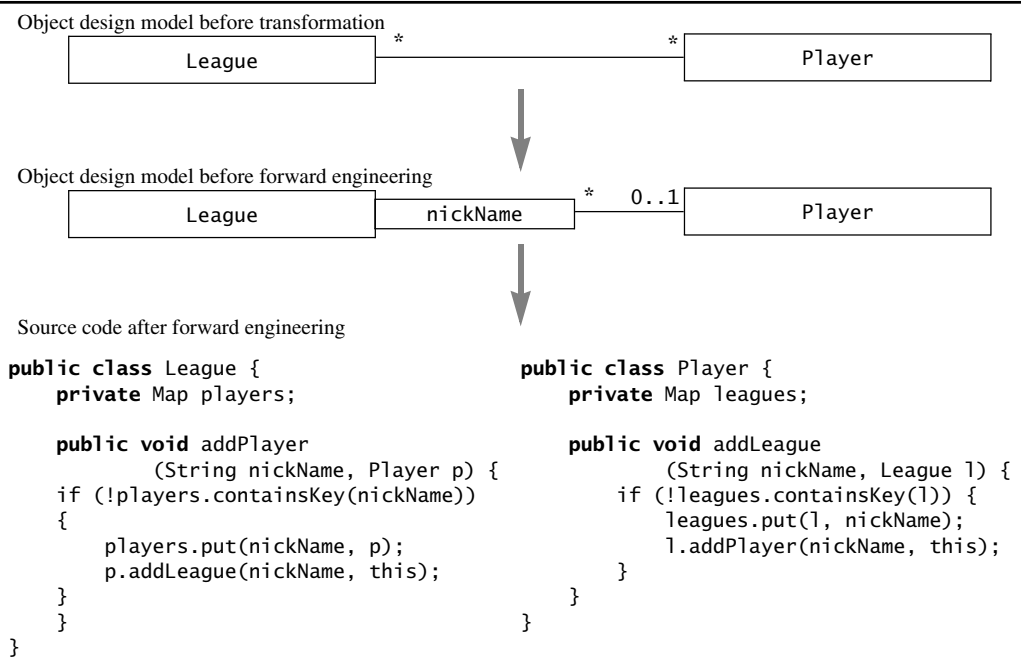 Object design model before transformation
League * * Player
Object design model before forward engineering
League nickName * 0..1 Player
Source code after forward engineering
public class League {
    private Map players;
    public void addPlayer
            (String nickName, Player p) {
    if (!players.containsKey(nickName))
    {
        players.put(nickName, p);
        p.addLeague(nickName, this);
    }
    }
}
public class Player {
    private Map leagues;
    public void addLeague
            (String nickName, League l) {
        if (!leagues.containsKey(l)) {
            leagues.put(l, nickName);
            l.addPlayer(nickName, this);
        }
    }
}